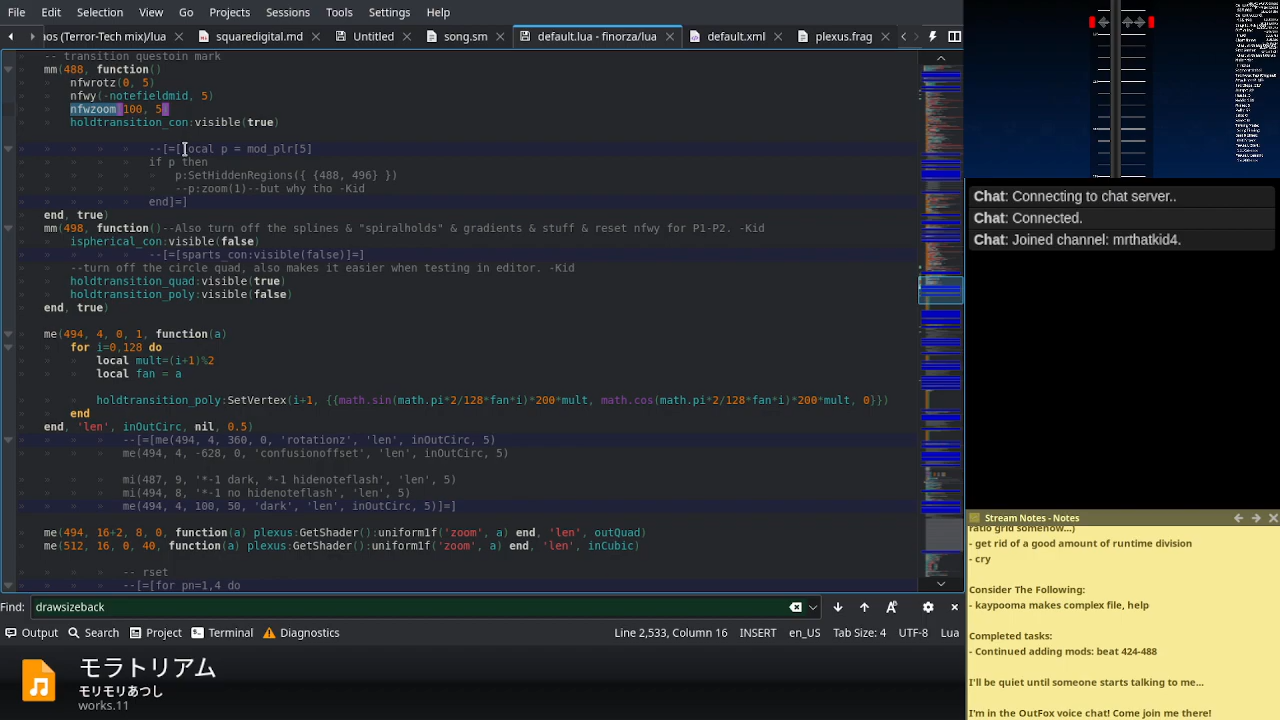 File Edit Selection View Go Projects Sessions Tools Settings Help
os (Terror-Tech mix)/lua squaredigital.md Untitled song.sm default.lua - finorza/lua default.xml plexus.frag
-- transition questoin mark
mm(488, function()
nfwrotz(0, 5)
nfwy(-notefieldmid, 5)
nfwzoom(100, 5)
holdtransition_con:visible(true)
--[=[local p = mod_plr[5]
if p then
p:SetHiddenRegions({ {488, 496} })
--p:zoom(1) but why tho -Kid
end]=]
end, true)
mm(498, function() --Also remove the spikes & "spiralholds" & gradients & stuff & reset nfwy for P1-P2. -Kid
ispherical_con:visible(false)
--[=[sparts_con:visible(false)]=]
--turn off the circle quad, also makes it easier when testing in editor. -Kid
holdtransition_quad:visible(true)
holdtransition_poly:visible(false)
end, true)
me(494, 4, 0, 1, function(a)
for i=0,128 do
local mult=(i+1)%2
local fan = a
holdtransition_poly:SetVertex(i+1, {{math.sin(math.pi*2/128*fan*i)*200*mult, math.cos(math.pi*2/128*fan*i)*200*mult, 0}})
end
end, 'len', inOutCirc, nil, 0.5)
--[=[me(494, 4, 360, 0, 'rotationz', 'len', inOutCirc, 5)
me(494, 4, -628, 0, 'confusionoffset', 'len', inOutCirc, 5)
mi(487, 9, '*-1 dark, *-1 hidenoteflash', 'len', 5)
mi(494, 8, '*-1 no hidenoteflash', 'len', 5)
me(494, 4, 100, 50, 'dark', 'len', inOutCirc, 5)]=]
me(494, 16+2, 8, 0, function(a) plexus:GetShader():uniform1f('zoom', a) end, 'len', outQuad)
me(512, 16, 0, 40, function(a) plexus:GetShader():uniform1f('zoom', a) end, 'len', inCubic)
-- rset
--[=[for pn=1,4 do
Find: drawsizeback
Output Search Project Terminal Diagnostics Line 2,533, Column 16 INSERT en_US Tab Size: 4 UTF-8 Lua
モラトリアム
モリモリあつし
works.11
Chat: Connecting to chat server..
Chat: Connected.
Chat: Joined channel: mrthatkid4.
Stream Notes - Notes
ratio grid somehow...)
- get rid of a good amount of runtime division
- cry
Consider The Following:
- kaypooma makes complex file, help
Completed tasks:
- Continued adding mods: beat 424-488
I'll be quiet until someone starts talking to me...
I'm in the OutFox voice chat! Come join me there!